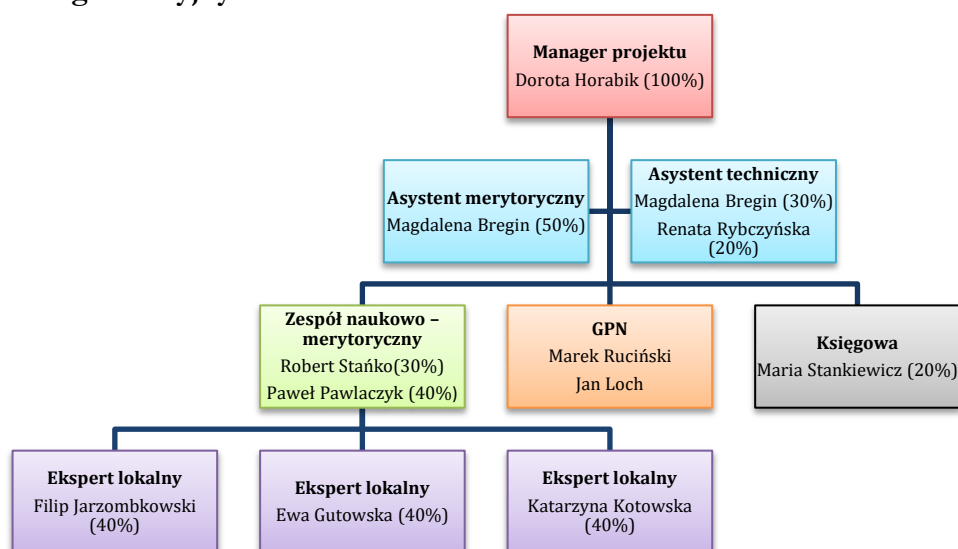 Manager projektu
Dorota Horabik (100%)
Asystent merytoryczny
Magdalena Bregin (50%)
Asystent techniczny
Magdalena Bregin (30%)
Renata Rybczyńska
(20%)
Zespół naukowo –
merytoryczny
Robert Stańko(30%)
Paweł Pawlaczyk (40%)
GPN
Marek Ruciński
Jan Loch
Księgowa
Maria Stankiewicz (20%)
Ekspert lokalny
Filip Jarzombkowski
(40%)
Ekspert lokalny
Ewa Gutowska (40%)
Ekspert lokalny
Katarzyna Kotowska
(40%)